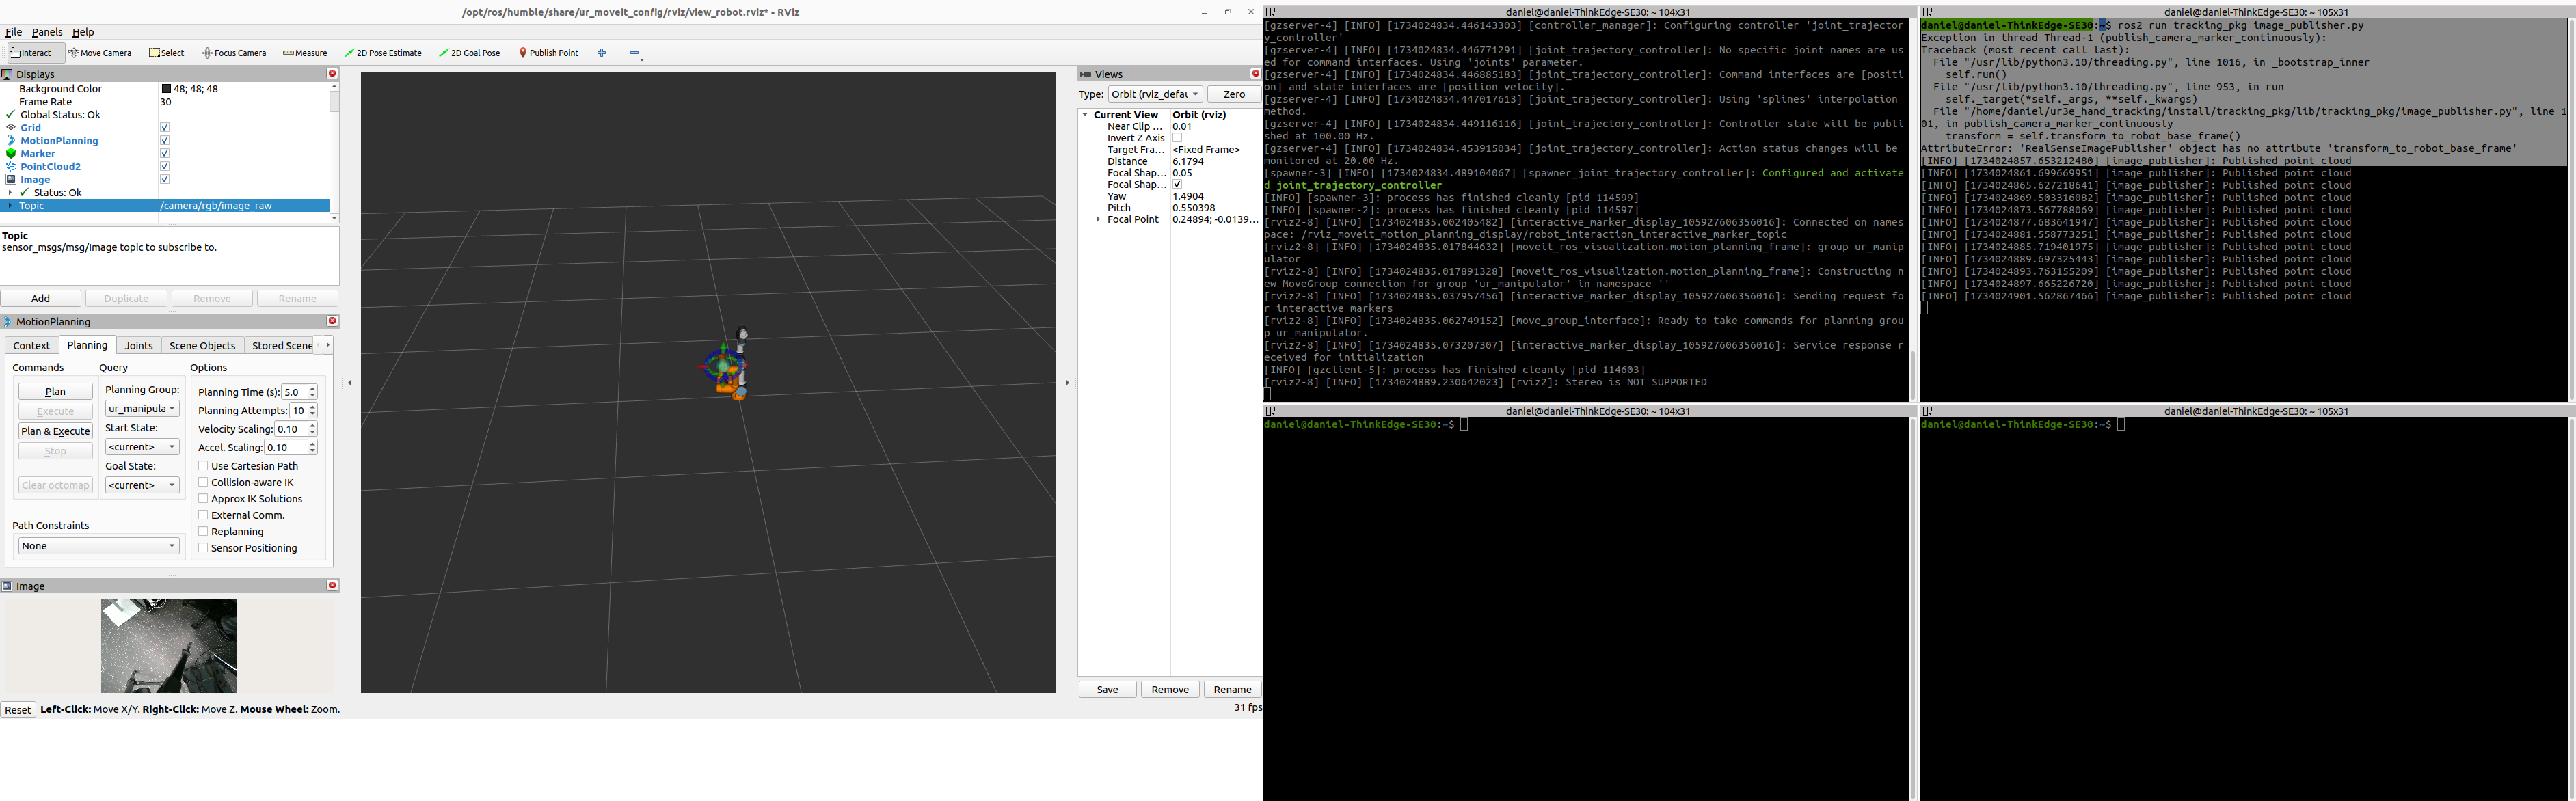 /opt/ros/humble/share/ur_moveit_config/rviz/view_robot.rviz* - RViz
File Panels Help
Interact Move Camera Select Focus Camera Measure 2D Pose Estimate 2D Goal Pose Publish Point
Displays
Background Color 48; 48; 48
Frame Rate 30
Global Status: Ok
Grid
MotionPlanning
Marker
PointCloud2
Image
Status: Ok
Topic /camera/rgb/image_raw
Topic
sensor_msgs/msg/Image topic to subscribe to.
Add Duplicate Remove Rename
MotionPlanning
Context Planning Joints Scene Objects Stored Scene
Commands Query Options
Plan
Execute
Plan & Execute
Stop
Clear octomap
Planning Group:
ur_manipula
Start State:
<current>
Goal State:
<current>
Planning Time (s): 5.0
Planning Attempts: 10
Velocity Scaling: 0.10
Accel. Scaling: 0.10
Use Cartesian Path
Collision-aware IK
Approx IK Solutions
External Comm.
Replanning
Sensor Positioning
Path Constraints
None
Image
Reset Left-Click: Move X/Y. Right-Click: Move Z. Mouse Wheel: Zoom.
31 fps
Views
Type: Orbit (rviz_defau Zero
Current View Orbit (rviz)
Near Clip ... 0.01
Invert Z Axis
Target Fra... <Fixed Frame>
Distance 6.1794
Focal Shap... 0.05
Focal Shap...
Yaw 1.4904
Pitch 0.550398
Focal Point 0.24894; -0.0139...
Save Remove Rename
daniel@daniel-ThinkEdge-SE30: ~ 104x31
[gzserver-4] [INFO] [1734024834.446143303] [controller_manager]: Configuring controller 'joint_trajector
y_controller'
[gzserver-4] [INFO] [1734024834.446771291] [joint_trajectory_controller]: No specific joint names are us
ed for command interfaces. Using 'joints' parameter.
[gzserver-4] [INFO] [1734024834.446885183] [joint_trajectory_controller]: Command interfaces are [positi
on] and state interfaces are [position velocity].
[gzserver-4] [INFO] [1734024834.447017613] [joint_trajectory_controller]: Using 'splines' interpolation
method.
[gzserver-4] [INFO] [1734024834.449116116] [joint_trajectory_controller]: Controller state will be publi
shed at 100.00 Hz.
[gzserver-4] [INFO] [1734024834.453915034] [joint_trajectory_controller]: Action status changes will be
monitored at 20.00 Hz.
[spawner-3] [INFO] [1734024834.489104067] [spawner_joint_trajectory_controller]: Configured and activate
d joint_trajectory_controller
[INFO] [spawner-3]: process has finished cleanly [pid 114599]
[INFO] [spawner-2]: process has finished cleanly [pid 114597]
[rviz2-8] [INFO] [1734024835.002405482] [interactive_marker_display_105927606356016]: Connected on names
pace: /rviz_moveit_motion_planning_display/robot_interaction_interactive_marker_topic
[rviz2-8] [INFO] [1734024835.017844632] [moveit_ros_visualization.motion_planning_frame]: group ur_manip
ulator
[rviz2-8] [INFO] [1734024835.017891328] [moveit_ros_visualization.motion_planning_frame]: Constructing n
ew MoveGroup connection for group 'ur_manipulator' in namespace ''
[rviz2-8] [INFO] [1734024835.037957456] [interactive_marker_display_105927606356016]: Sending request fo
r interactive markers
[rviz2-8] [INFO] [1734024835.062749152] [move_group_interface]: Ready to take commands for planning grou
p ur_manipulator.
[rviz2-8] [INFO] [1734024835.073207307] [interactive_marker_display_105927606356016]: Service response r
eceived for initialization
[INFO] [gzclient-5]: process has finished cleanly [pid 114603]
[rviz2-8] [INFO] [1734024889.230642023] [rviz2]: Stereo is NOT SUPPORTED
daniel@daniel-ThinkEdge-SE30: ~ 105x31
daniel@daniel-ThinkEdge-SE30:~$ ros2 run tracking_pkg image_publisher.py
Exception in thread Thread-1 (publish_camera_marker_continuously):
Traceback (most recent call last):
File "/usr/lib/python3.10/threading.py", line 1016, in _bootstrap_inner
self.run()
File "/usr/lib/python3.10/threading.py", line 953, in run
self._target(*self._args, **self._kwargs)
File "/home/daniel/ur3e_hand_tracking/install/tracking_pkg/lib/tracking_pkg/image_publisher.py", line 1
01, in publish_camera_marker_continuously
transform = self.transform_to_robot_base_frame()
AttributeError: 'RealSenseImagePublisher' object has no attribute 'transform_to_robot_base_frame'
[INFO] [1734024857.653212480] [image_publisher]: Published point cloud
[INFO] [1734024861.699669951] [image_publisher]: Published point cloud
[INFO] [1734024865.627218641] [image_publisher]: Published point cloud
[INFO] [1734024869.503316082] [image_publisher]: Published point cloud
[INFO] [1734024873.567788069] [image_publisher]: Published point cloud
[INFO] [1734024877.683641947] [image_publisher]: Published point cloud
[INFO] [1734024881.558773251] [image_publisher]: Published point cloud
[INFO] [1734024885.719401975] [image_publisher]: Published point cloud
[INFO] [1734024889.697325443] [image_publisher]: Published point cloud
[INFO] [1734024893.763155209] [image_publisher]: Published point cloud
[INFO] [1734024897.665226720] [image_publisher]: Published point cloud
[INFO] [1734024901.562867466] [image_publisher]: Published point cloud
daniel@daniel-ThinkEdge-SE30: ~ 104x31
daniel@daniel-ThinkEdge-SE30:~$
daniel@daniel-ThinkEdge-SE30: ~ 105x31
daniel@daniel-ThinkEdge-SE30:~$